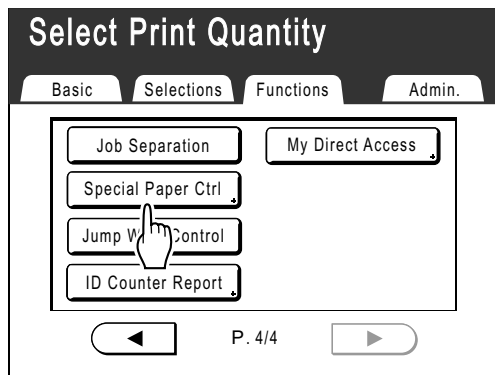 Select Print Quantity
Basic Selections Functions Admin.
Job Separation My Direct Access
Special Paper Ctrl
Jump W Control
ID Counter Report
P. 4/4